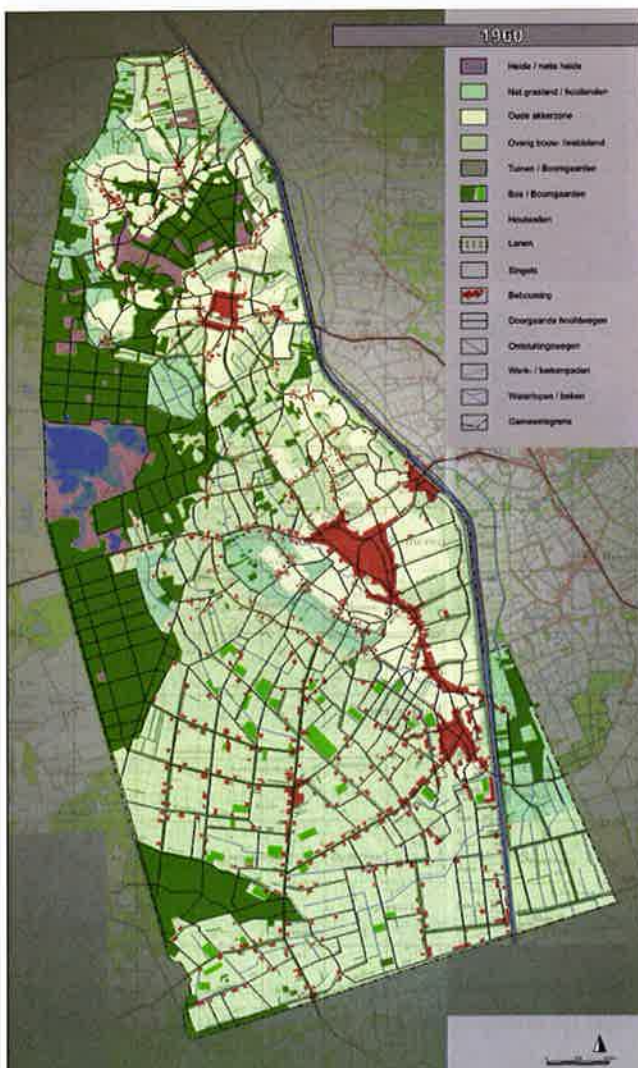 1960
Heide / natte heide
Nat grasland / hooilanden
Oude akkerzone
Overig bouw- /weideland
Tuinen / Boomgaarden
Bos / Boomgaarden
Houtwallen
Lanen
Singels
Bebouwing
Doorgaande hoofdwegen
Ontsluitingswegen
Waterlopen / beken
Gemeentegrens